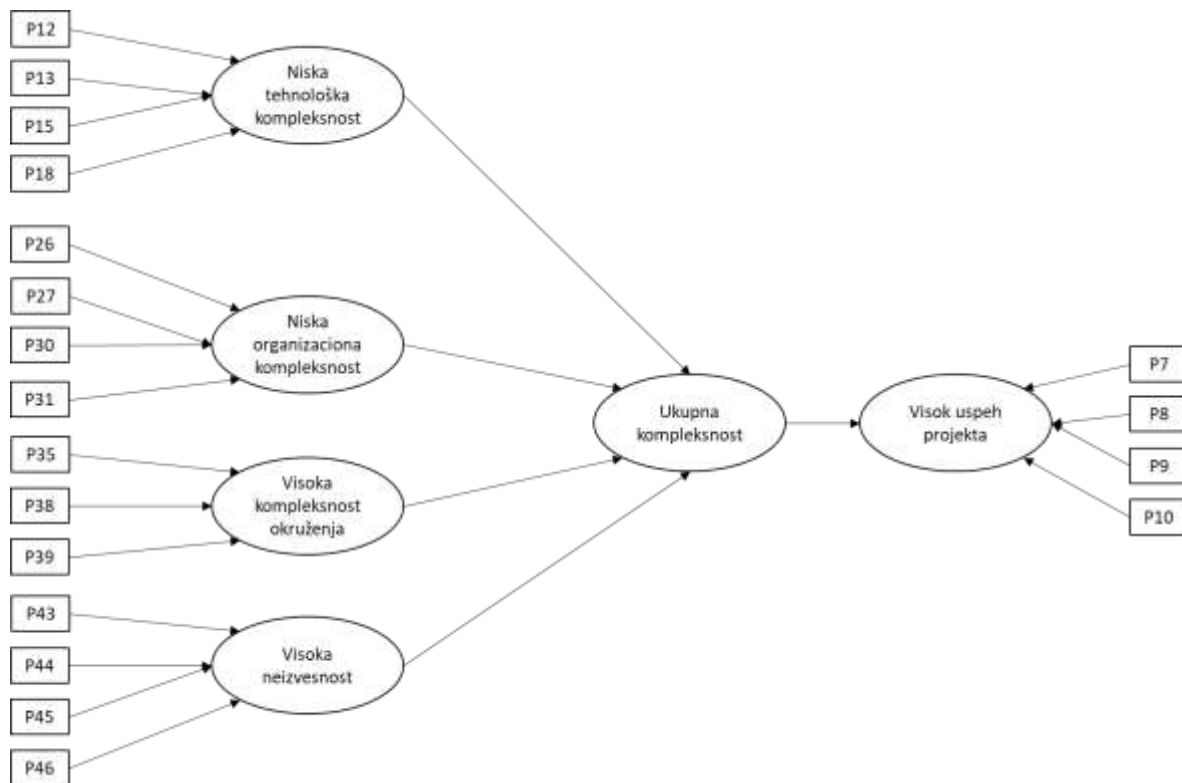 P12
P13
P15
P18
Niska
tehnološka
kompleksnost
P26
P27
P30
P31
Niska
organizaciona
kompleksnost
P35
P38
P39
Visoka
kompleksnost
okruženja
P43
P44
P45
P46
Visoka
neizvesnost
Ukupna
kompleksnost
Visok uspeh
projekta
P7
P8
P9
P10